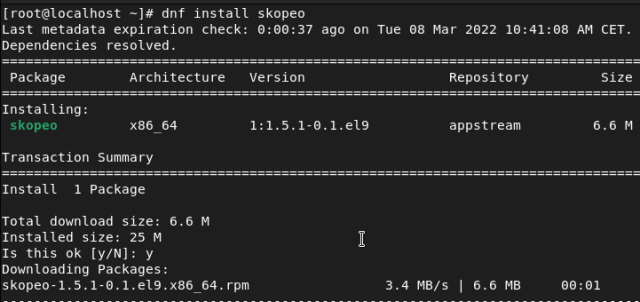 [root@localhost ~]# dnf install skopeo
Last metadata expiration check: 0:00:37 ago on Tue 08 Mar 2022 10:41:08 AM CET.
Dependencies resolved.
================================================================================
Package Architecture Version Repository Size
================================================================================
Installing:
skopeo x86_64 1:1.5.1-0.1.el9 appstream 6.6 M
Transaction Summary
================================================================================
Install 1 Package
Total download size: 6.6 M
Installed size: 25 M
Is this ok [y/N]: y
Downloading Packages:
skopeo-1.5.1-0.1.el9.x86_64.rpm 3.4 MB/s | 6.6 MB 00:01